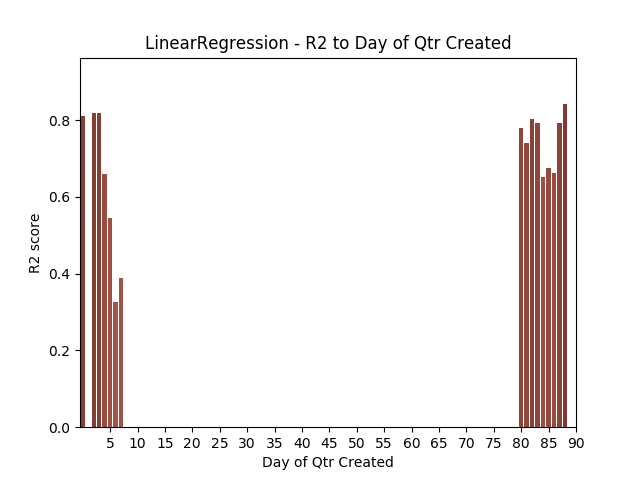 LinearRegression - R2 to Day of Qtr Created
R2 score
0.8
0.6
0.4
0.2
0.0
5 10 15 20 25 30 35 40 45 50 55 60 65 70 75 80 85 90
Day of Qtr Created